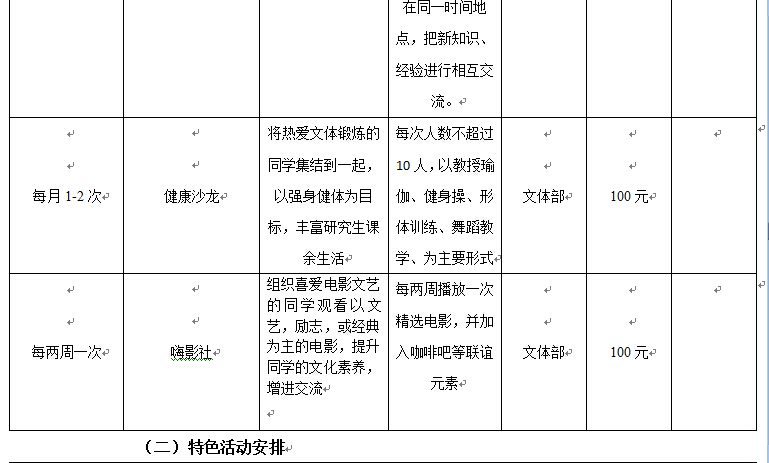 在同一时间地
点，把新知识、
经验进行相互交
流。
每月 1-2 次
健康沙龙
将热爱文体锻炼的
同学集结到一起，
以强身健体为目
标，丰富研究生课
余生活
每次人数不超过
10 人，以教授瑜
伽、健身操、形
体训练、舞蹈教
学、为主要形式
文体部
100 元
每两周一次
嗨影社
组织喜爱电影文艺
的同学观看以文
艺，励志，或经典
为主的电影，提升
同学的文化素养，
增进交流
每两周播放一次
精选电影，并加
入咖啡吧等联谊
元素
文体部
100 元
（二）特色活动安排